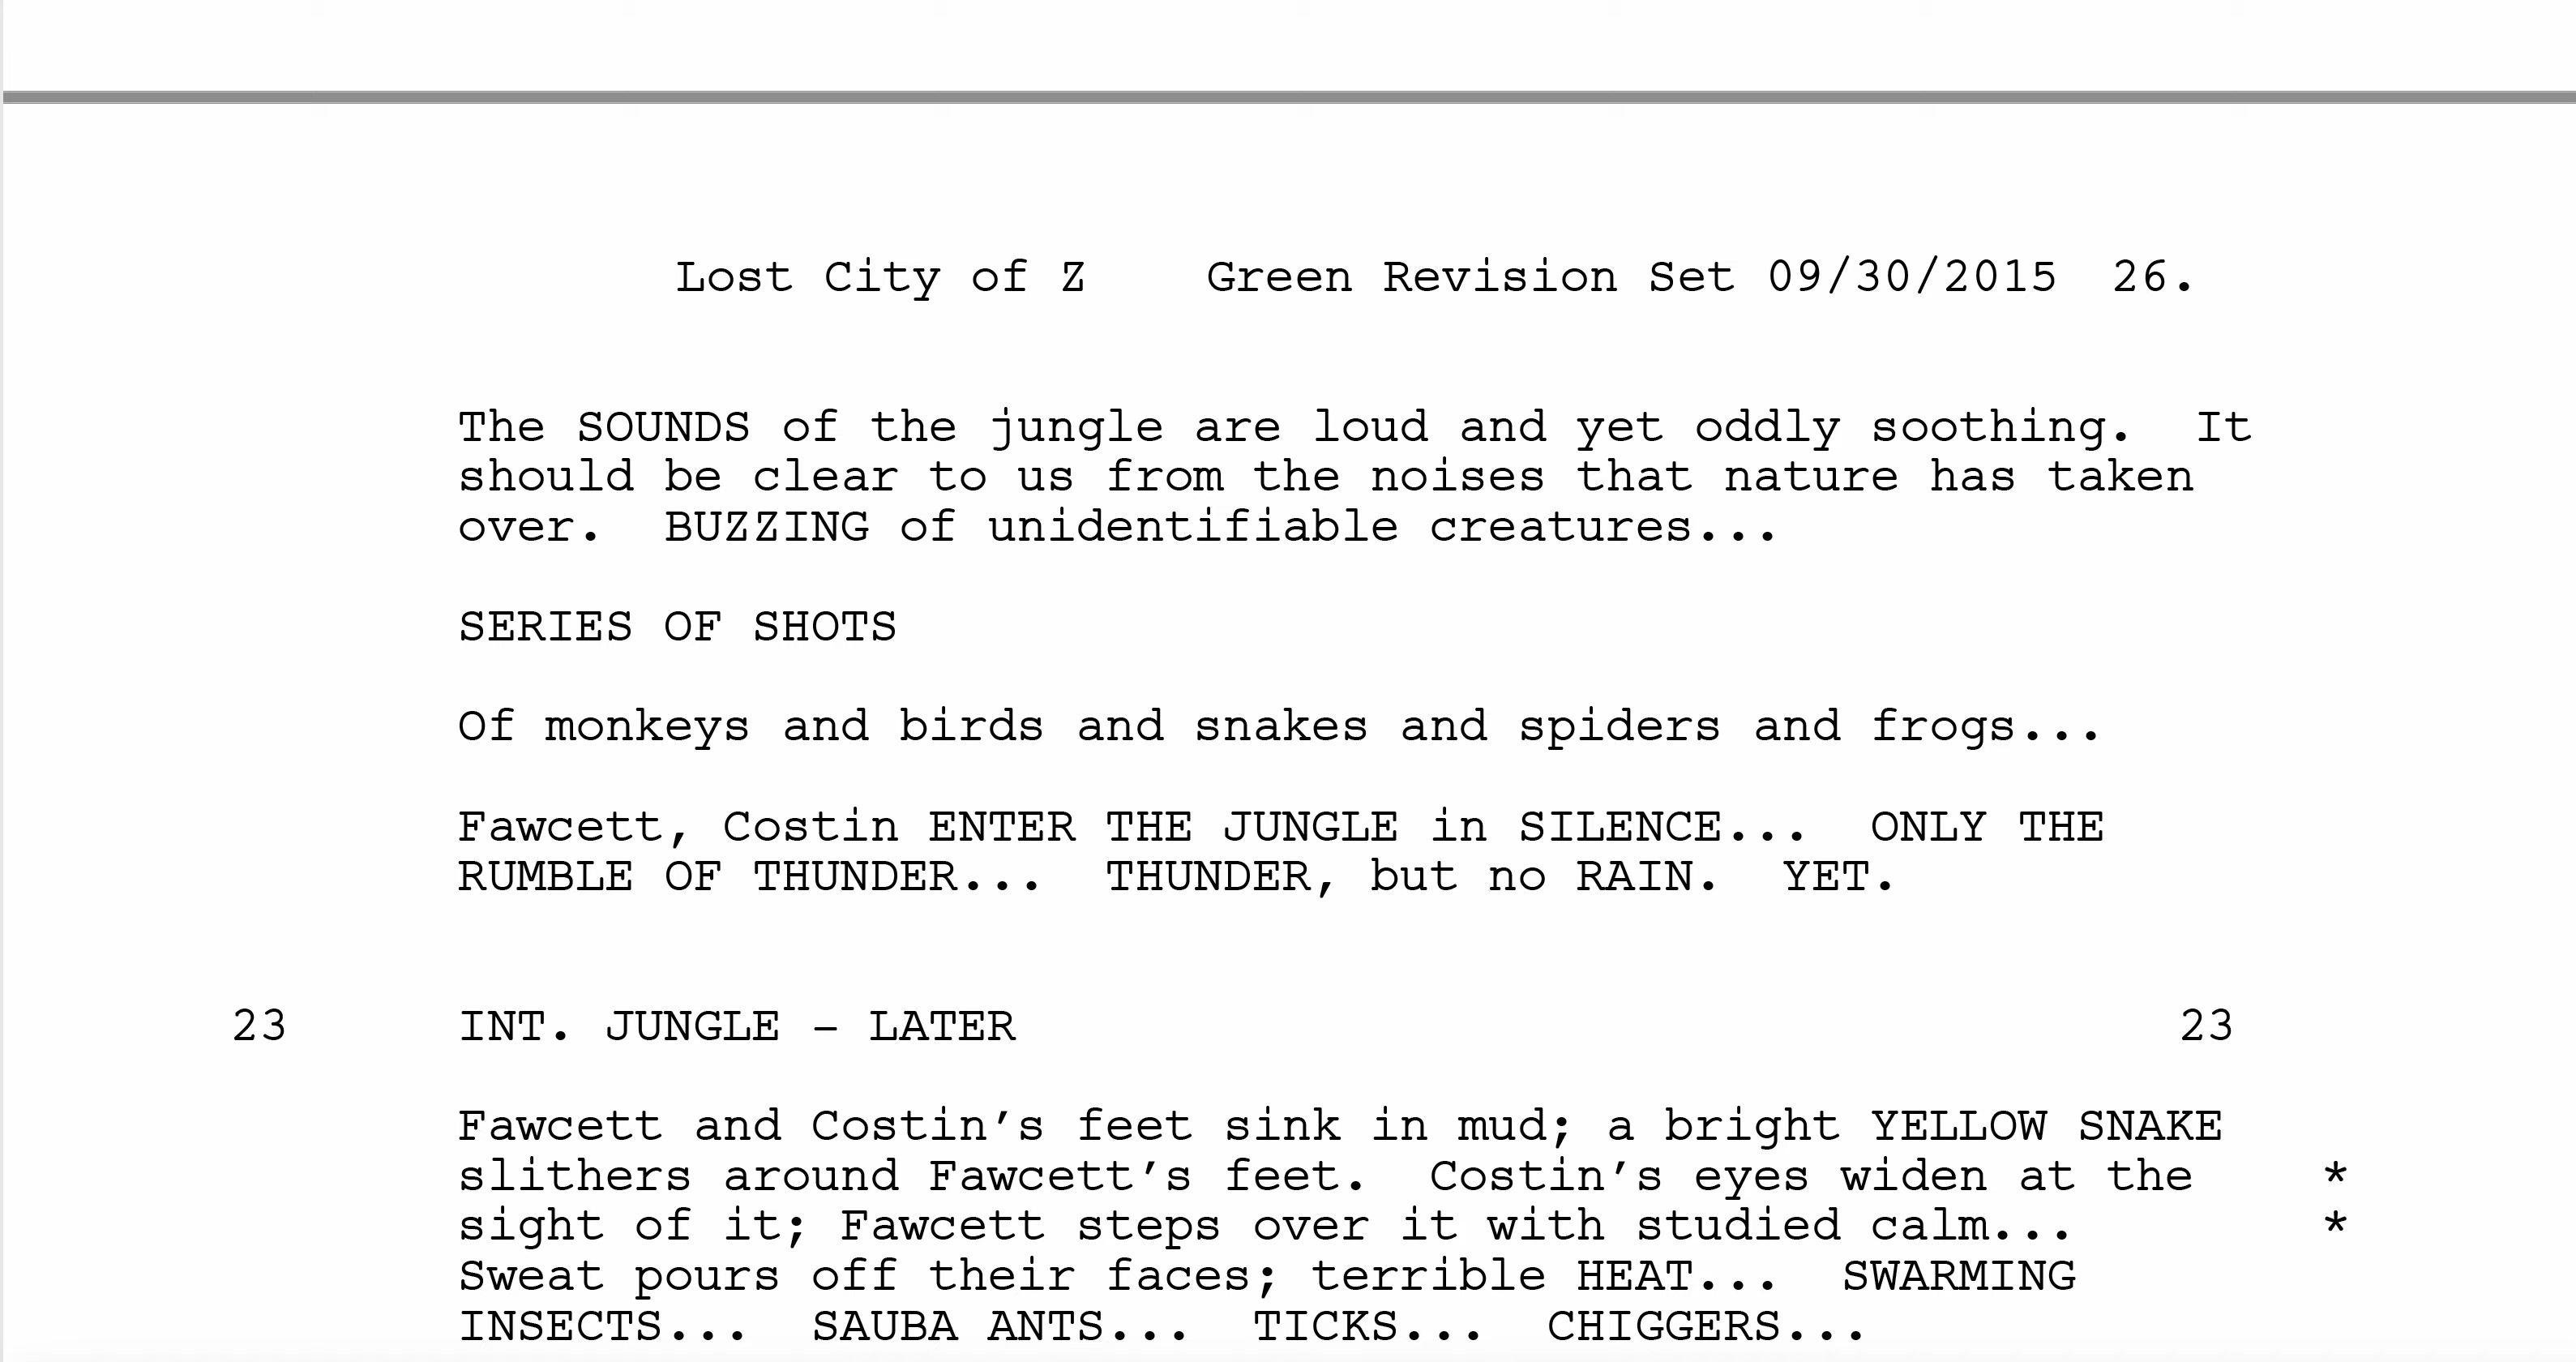 Lost City of Z    Green Revision Set 09/30/2015  26.
The SOUNDS of the jungle are loud and yet oddly soothing.  It
should be clear to us from the noises that nature has taken
over.  BUZZING of unidentifiable creatures...
SERIES OF SHOTS
Of monkeys and birds and snakes and spiders and frogs...
Fawcett, Costin ENTER THE JUNGLE in SILENCE...  ONLY THE
RUMBLE OF THUNDER...  THUNDER, but no RAIN.  YET.
23 INT. JUNGLE – LATER 23
Fawcett and Costin’s feet sink in mud; a bright YELLOW SNAKE
slithers around Fawcett’s feet.  Costin’s eyes widen at the *
sight of it; Fawcett steps over it with studied calm... *
Sweat pours off their faces; terrible HEAT...  SWARMING
INSECTS...  SAUBA ANTS...  TICKS...  CHIGGERS...